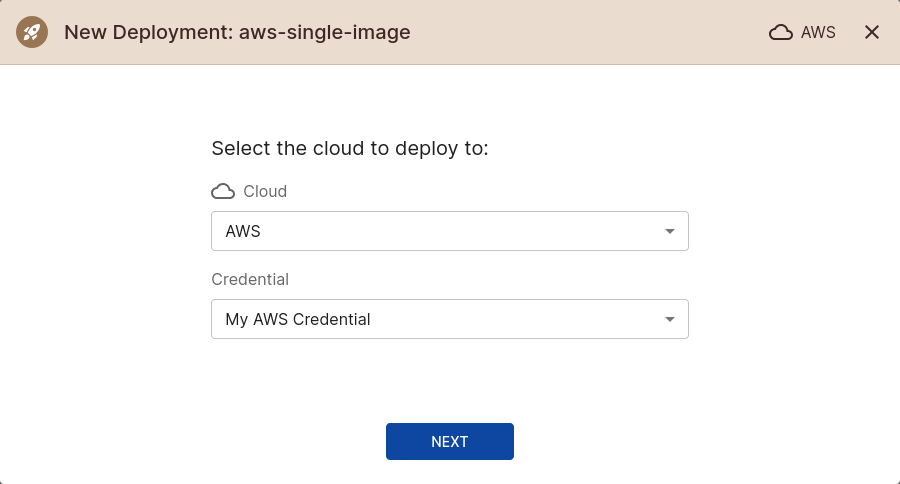 New Deployment: aws-single-image
AWS
Select the cloud to deploy to:
Cloud
AWS
Credential
My AWS Credential
NEXT